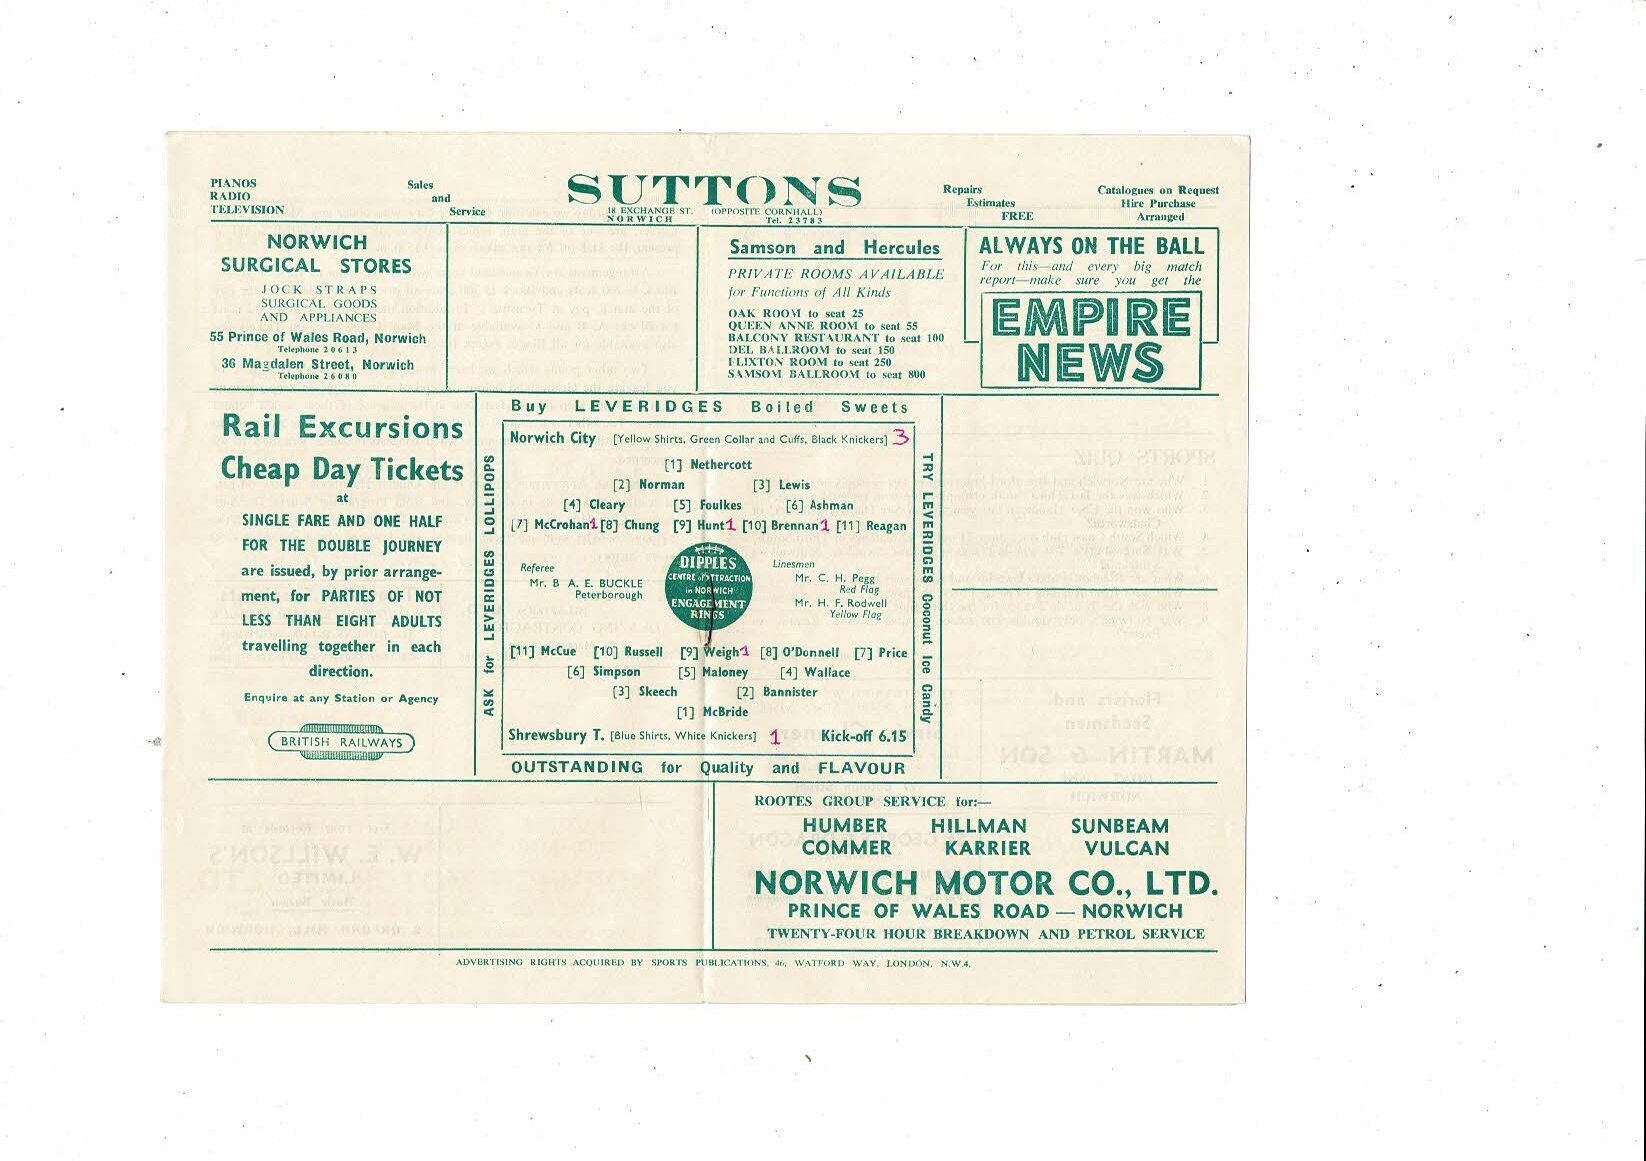 PIANOS
RADIO
TELEVISION
Sales
and
Service
SUTTONS
18 EXCHANGE ST. (OPPOSITE CORNHALL)
NORWICH Tel. 23783
Repairs
Estimates
FREE
Catalogues on Request
Hire Purchase
Arranged
NORWICH
SURGICAL STORES
JOCK STRAPS
SURGICAL GOODS
AND APPLIANCES
55 Prince of Wales Road, Norwich
Telephone 20613
36 Magdalen Street, Norwich
Telephone 26080
Samson and Hercules
PRIVATE ROOMS AVAILABLE
for Functions of All Kinds
OAK ROOM to seat 25
QUEEN ANNE ROOM to seat 55
BALCONY RESTAURANT to seat 100
DEL BALLROOM to seat 150
FLIXTON ROOM to seat 250
SAMSOM BALLROOM to seat 800
ALWAYS ON THE BALL
For this—and every big match
report—make sure you get the
EMPIRE
NEWS
Rail Excursions
Cheap Day Tickets
at
SINGLE FARE AND ONE HALF
FOR THE DOUBLE JOURNEY
are issued, by prior arrange-
ment, for PARTIES OF NOT
LESS THAN EIGHT ADULTS
travelling together in each
direction.
Enquire at any Station or Agency
BRITISH RAILWAYS
Buy LEVERIDGES Boiled Sweets
ASK for LEVERIDGES LOLLIPOPS
Norwich City [Yellow Shirts, Green Collar and Cuffs, Black Knickers] 3
[1] Nethercott
[2] Norman [3] Lewis
[4] Cleary [5] Foulkes [6] Ashman
[7] McCrohan 1 [8] Chung [9] Hunt 1 [10] Brennan 1 [11] Reagan
Referee
Mr. B A. E. BUCKLE
Peterborough
DIPPLES
CENTRE of ATTRACTION
in NORWICH
ENGAGEMENT
RINGS
Linesmen
Mr. C. H. Pegg
Red Flag
Mr. H. F. Rodwell
Yellow Flag
[11] McCue [10] Russell [9] Weigh 1 [8] O'Donnell [7] Price
[6] Simpson [5] Maloney [4] Wallace
[3] Skeech [2] Bannister
[1] McBride
Shrewsbury T. [Blue Shirts, White Knickers] 1 Kick-off 6.15
TRY LEVERIDGES Coconut Ice Candy
OUTSTANDING for Quality and FLAVOUR
ROOTES GROUP SERVICE for:—
HUMBER HILLMAN SUNBEAM
COMMER KARRIER VULCAN
NORWICH MOTOR CO., LTD.
PRINCE OF WALES ROAD — NORWICH
TWENTY-FOUR HOUR BREAKDOWN AND PETROL SERVICE
ADVERTISING RIGHTS ACQUIRED BY SPORTS PUBLICATIONS, 46, WATFORD WAY, LONDON, N.W.4.